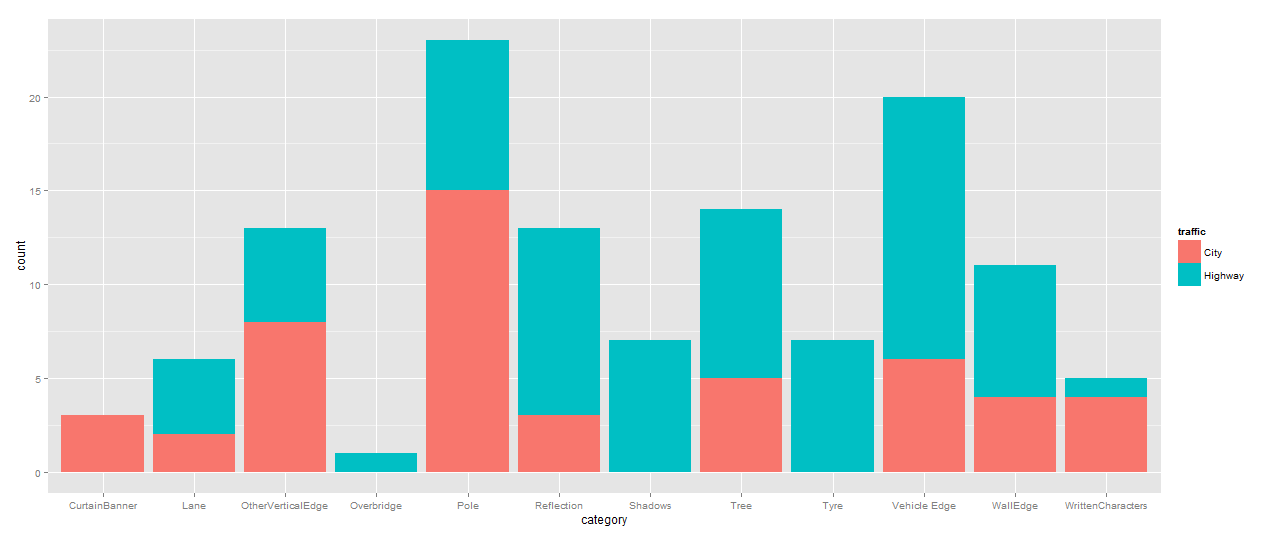 20
15
10
5
0
count
CurtainBanner Lane OtherVerticalEdge Overbridge Pole Reflection Shadows Tree Tyre Vehicle Edge WallEdge WrittenCharacters
category
traffic
City
Highway